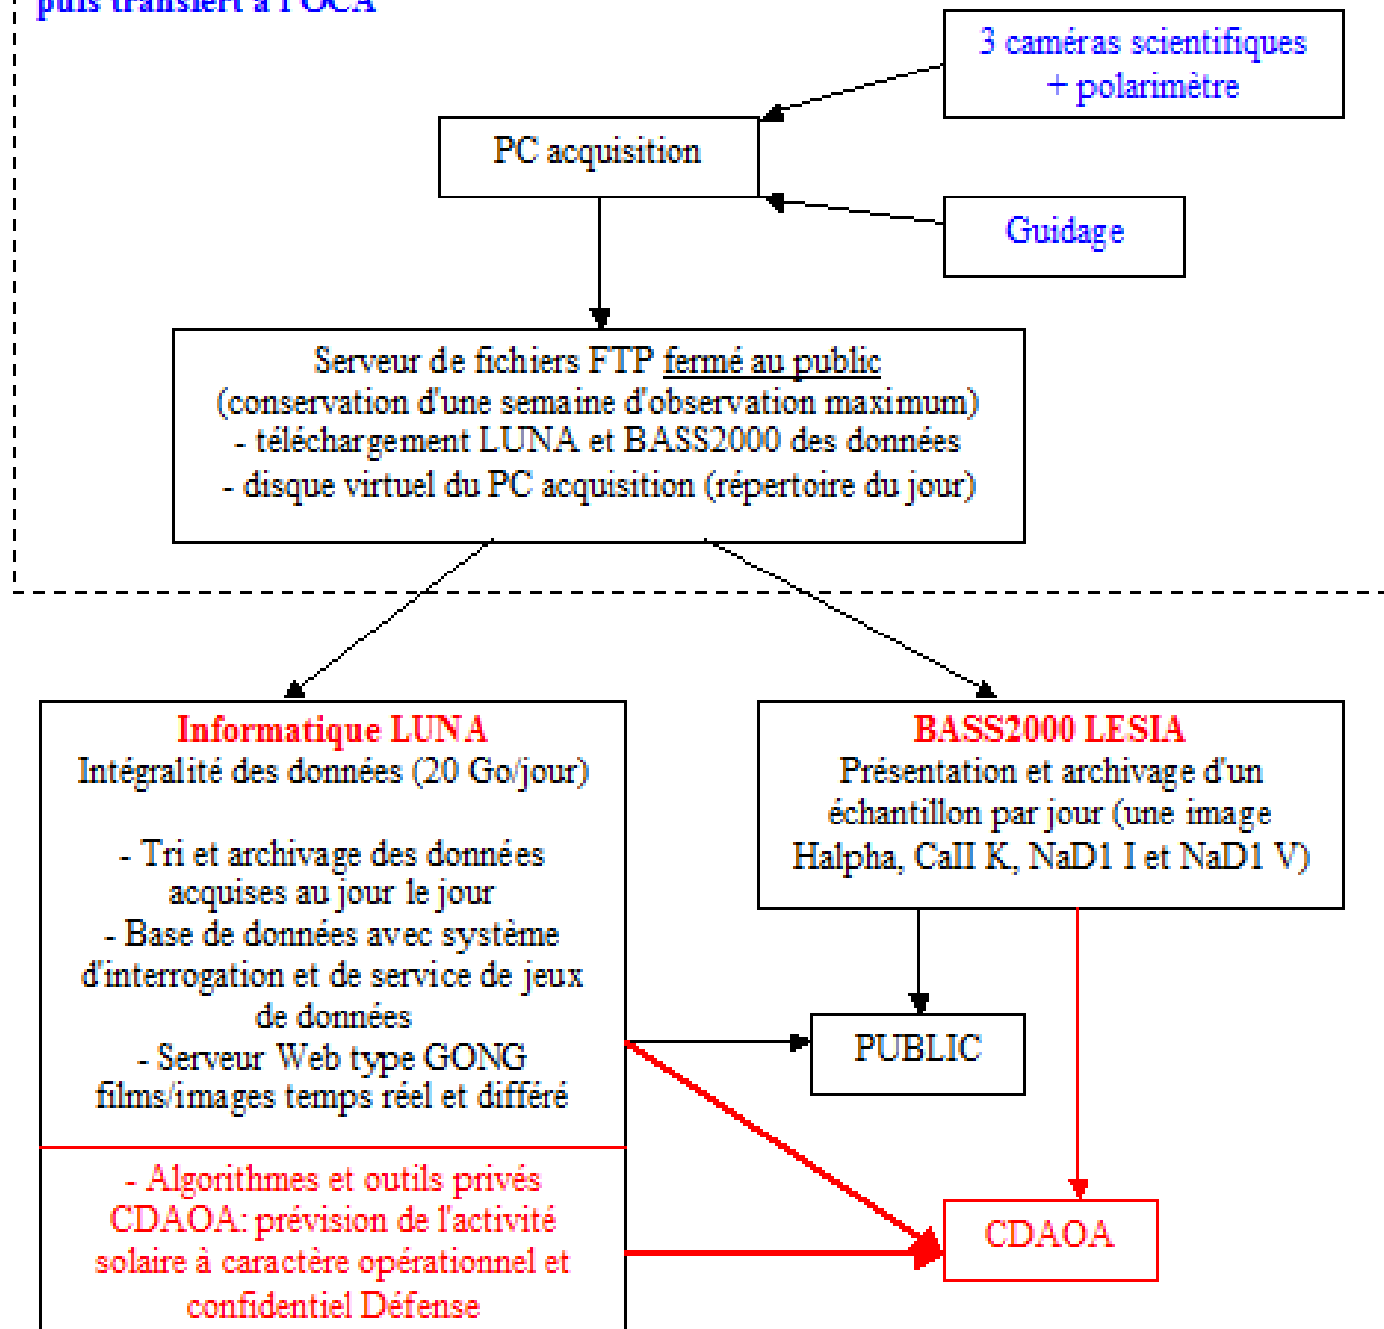 puis transfert à l'OCA
3 caméras scientifiques
+ polarimètre
PC acquisition
Guidage
Serveur de fichiers FTP fermé au public
(conservation d'une semaine d'observation maximum)
- téléchargement LUNA et BASS2000 des données
- disque virtuel du PC acquisition (répertoire du jour)
Informatique LUNA
Intégralité des données (20 Go/jour)
- Tri et archivage des données
acquises au jour le jour
- Base de données avec système
d'interrogation et de service de jeux
de données
- Serveur Web type GONG
films/images temps réel et différé
- Algorithmes et outils privés
CDAOA: prévision de l'activité
solaire à caractère opérationnel et
confidentiel Défense
BASS2000 LESIA
Présentation et archivage d'un
échantillon par jour (une image
Halpha, CaII K, NaD1 I et NaD1 V)
PUBLIC
CDAOA